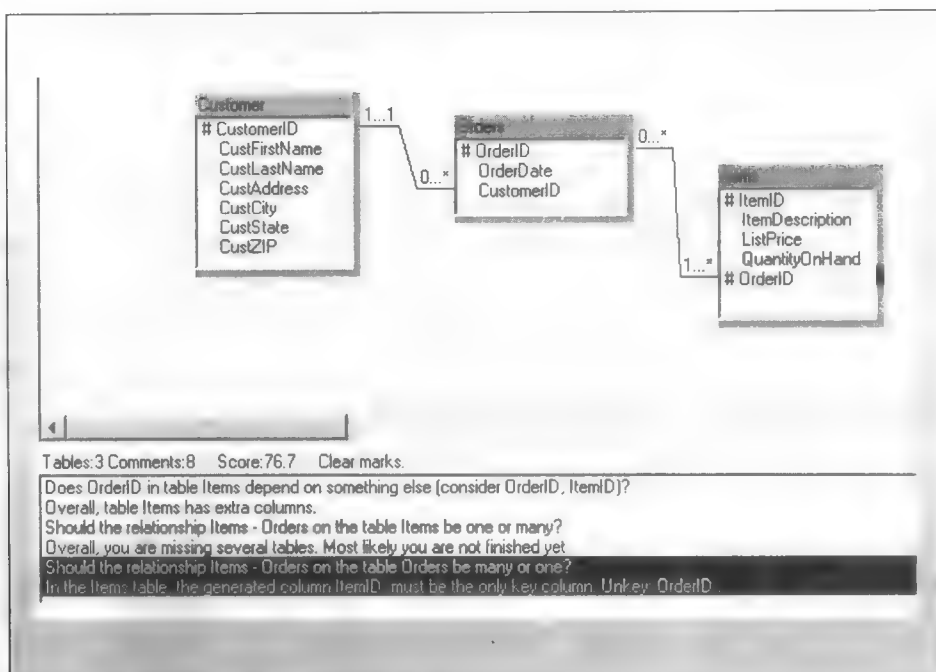 Customer
# CustomerID
CustFirstName
CustLastName
CustAddress
CustCity
CustState
CustZIP
1...1
0...*
Orders
# OrderID
OrderDate
CustomerID
0...*
1...*
# ItemID
ItemDescription
ListPrice
QuantityOnHand
# OrderID
Tables:3 Comments:8 Score:76.7 Clear marks.
Does OrderID in table Items depend on something else (consider OrderID, ItemID)?
Overall, table Items has extra columns.
Should the relationship Items - Orders on the table Items be one or many?
Overall, you are missing several tables. Most likely you are not finished yet
Should the relationship Items - Orders on the table Orders be many or one?
In the Items table, the generated column ItemID, must be the only key column. Unkey: OrderID.